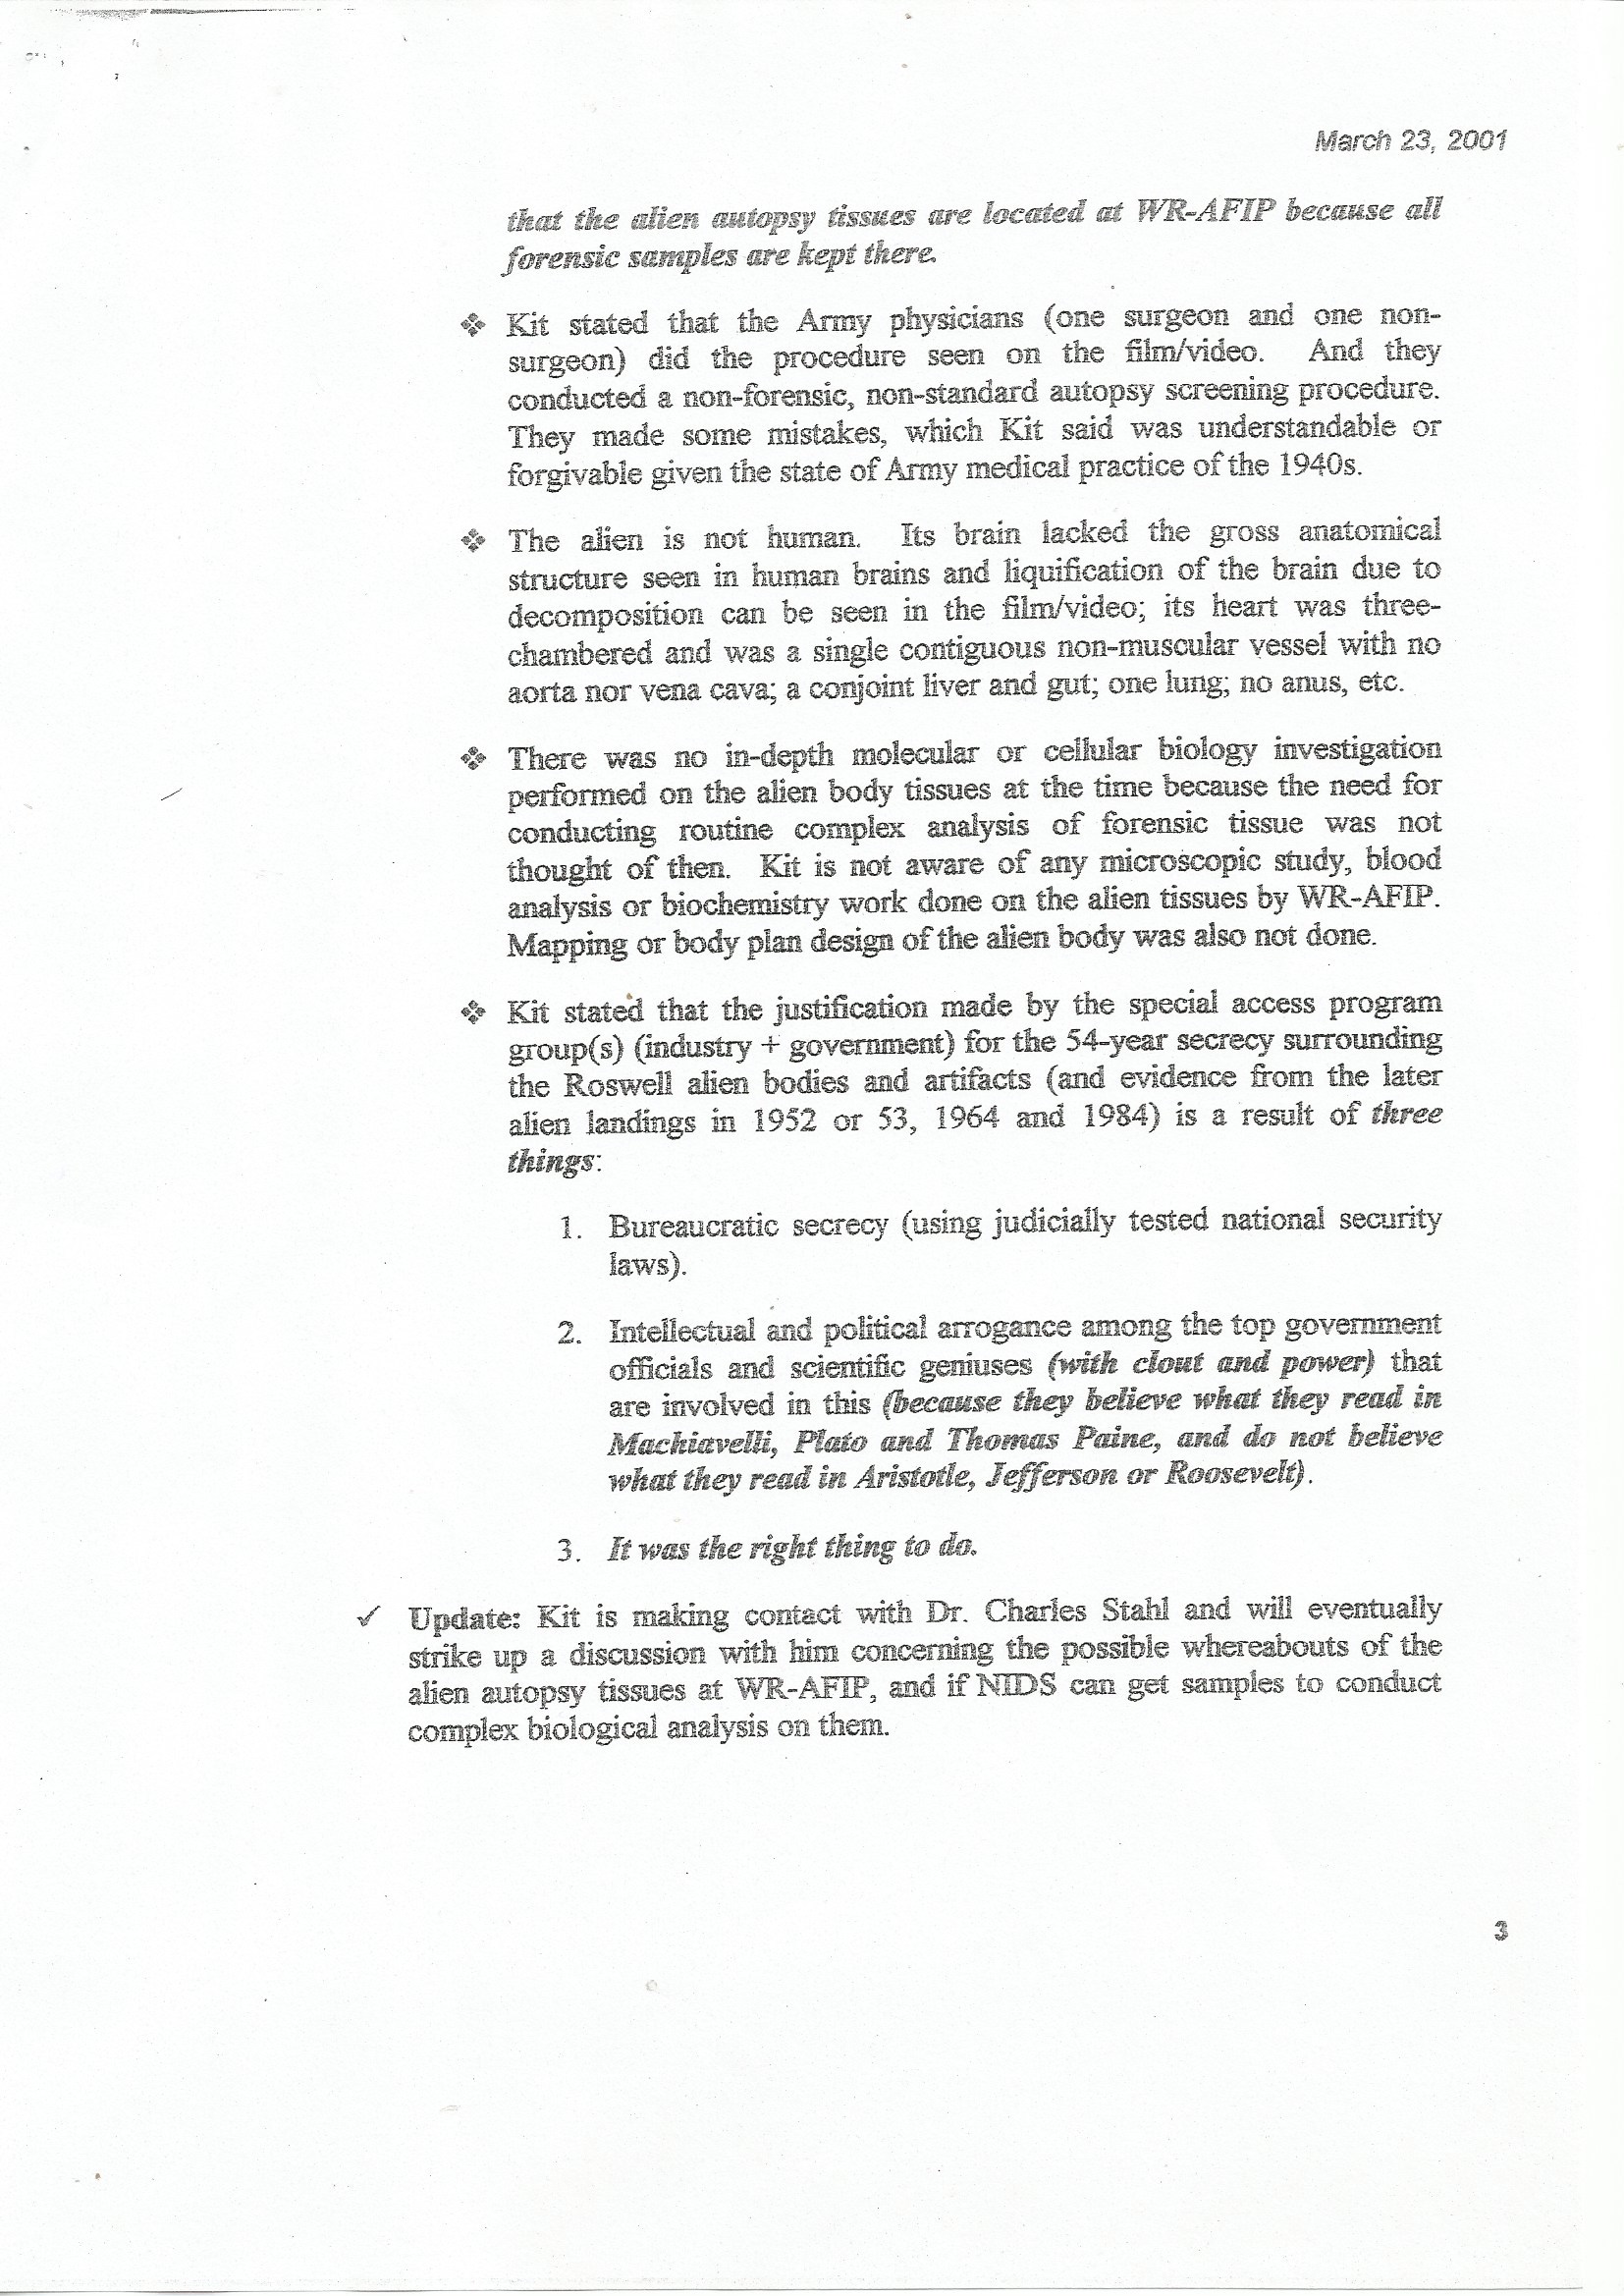 March 23, 2001
that the alien autopsy tissues are located at WR-AFIP because all
forensic samples are kept there.
❖ Kit stated that the Army physicians (one surgeon and one non-
surgeon) did the procedure seen on the film/video. And they
conducted a non-forensic, non-standard autopsy screening procedure.
They made some mistakes, which Kit said was understandable or
forgivable given the state of Army medical practice of the 1940s.
❖ The alien is not human. Its brain lacked the gross anatomical
structure seen in human brains and liquification of the brain due to
decomposition can be seen in the film/video; its heart was three-
chambered and was a single contiguous non-muscular vessel with no
aorta nor vena cava; a conjoint liver and gut; one lung; no anus, etc.
❖ There was no in-depth molecular or cellular biology investigation
performed on the alien body tissues at the time because the need for
conducting routine complex analysis of forensic tissue was not
thought of then. Kit is not aware of any microscopic study, blood
analysis or biochemistry work done on the alien tissues by WR-AFIP.
Mapping or body plan design of the alien body was also not done.
❖ Kit stated that the justification made by the special access program
group(s) (industry + government) for the 54-year secrecy surrounding
the Roswell alien bodies and artifacts (and evidence from the later
alien landings in 1952 or 53, 1964 and 1984) is a result of three
things:
1. Bureaucratic secrecy (using judicially tested national security
laws).
2. Intellectual and political arrogance among the top government
officials and scientific geniuses (with clout and power) that
are involved in this (because they believe what they read in
Machiavelli, Plato and Thomas Paine, and do not believe
what they read in Aristotle, Jefferson or Roosevelt).
3. It was the right thing to do.
✓ Update: Kit is making contact with Dr. Charles Stahl and will eventually
strike up a discussion with him concerning the possible whereabouts of the
alien autopsy tissues at WR-AFIP, and if NIDS can get samples to conduct
complex biological analysis on them.
3